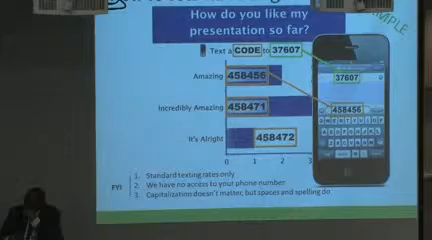 How do you like my
presentation so far?
Text a CODE to 37607
37607
Amazing 458456
Incredibly Amazing 458471
458456
It's Alright 458472
0 1 2 3
FYI
1. Standard texting rates only
2. We have no access to your phone number
3. Capitalization doesn't matter, but spaces and spelling do